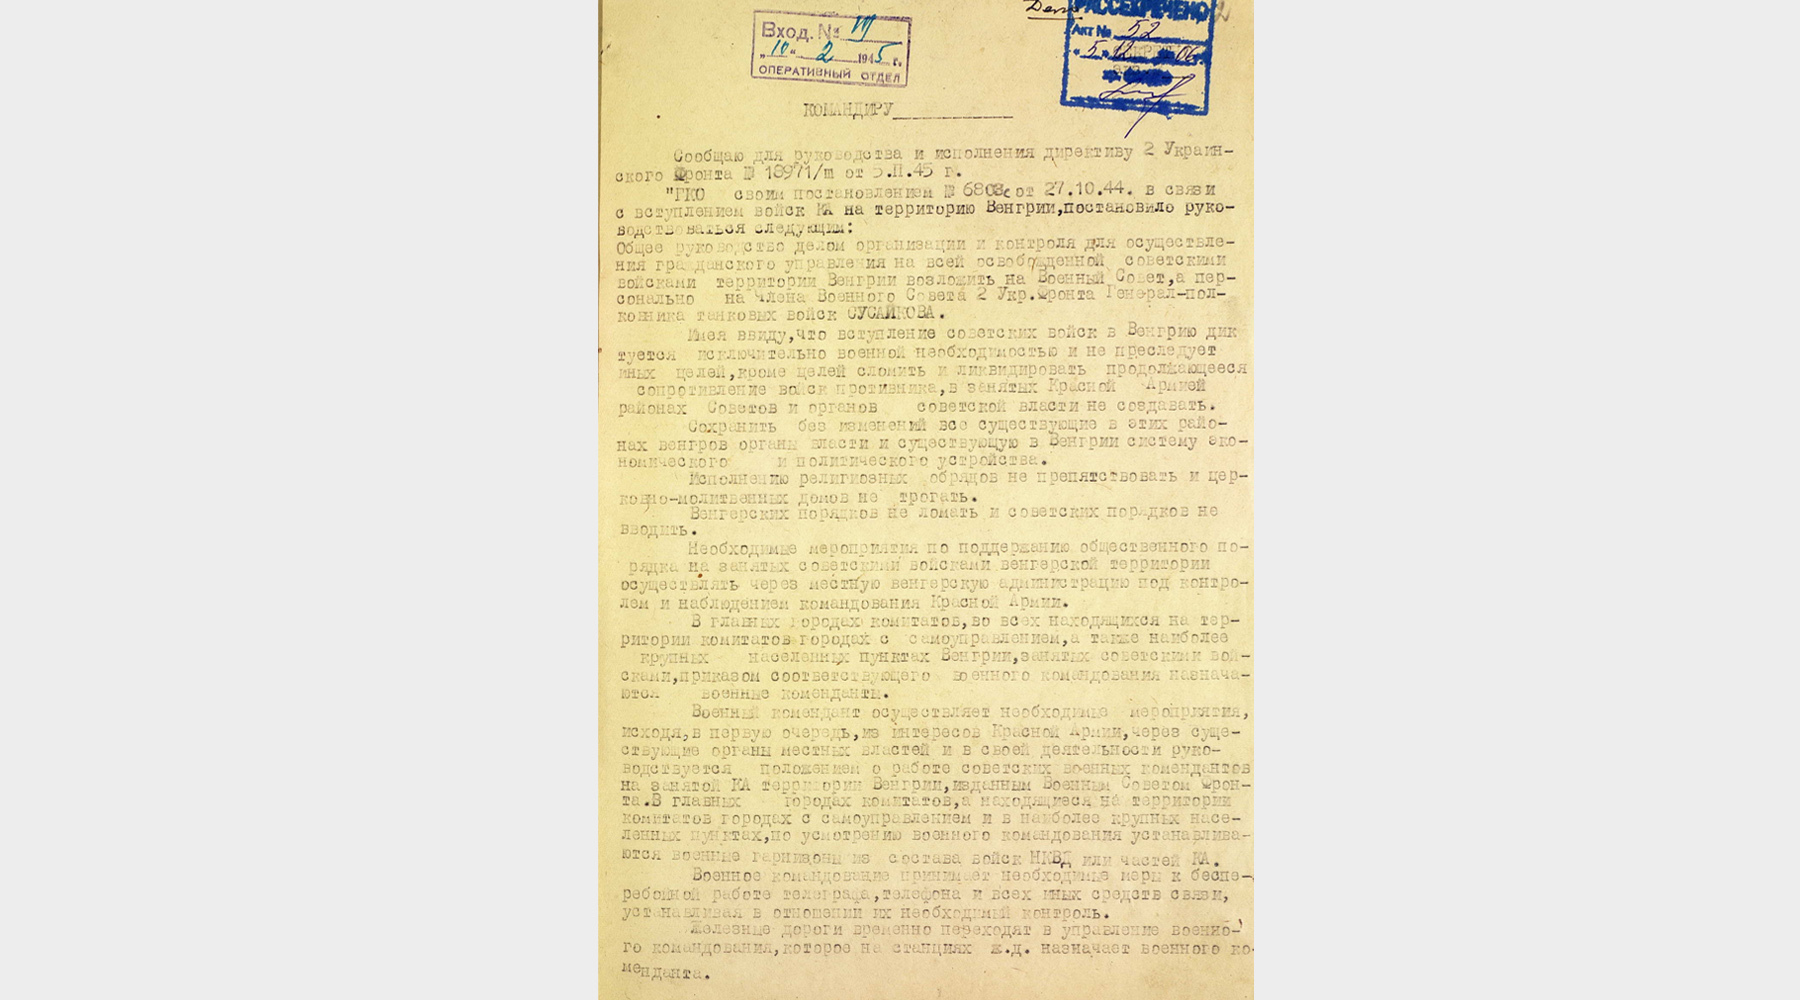 Вход. № VII
"10" 2 1945 г.
ОПЕРАТИВНЫЙ ОТДЕЛ
РАССЕКРЕЧЕНО
Акт № 52
"5" 12 06
КОМАНДИРУ____________
Сообщаю для руководства и исполнения директиву 2 Украин-
ского Фронта № 18971/ш от 5.П.45 г.
"ГКО своим постановлением № 6808с от 27.10.44. в связи
с вступлением войск КА на территорию Венгрии,постановило руко-
водствоваться следующим:
Общее руководство делом организации и контроля для осуществле-
ния гражданского управления на всей освобожденной советскими
войсками территории Венгрии возложить на Военный Совет,а пер-
сонально на члена Военного Совета 2 Укр.Фронта Генерал-пол-
ковника танковых войск СУСАЙКОВА.
Имея ввиду,что вступление советских войск в Венгрию дик
туется исключительно военной необходимостью и не преследует
иных целей,кроме целей сломить и ликвидировать продолжающееся
сопротивление войск противника,в занятых Красной Армией
районах Советов и органов советской власти не создавать.
Сохранить без изменений все существующие в этих райо-
нах венгров органы власти и существующую в Венгрии систему эко-
номического и политического устройства.
Исполнению религиозных обрядов не препятствовать и цер-
ковно-молитвенных домов не трогать.
Венгерских порядков не ломать и советских порядков не
вводить.
Необходимые мероприятия по поддержанию общественного по-
рядка на занятых советскими войсками венгерской территории
осуществлять через местную венгерскую администрацию под контро-
лем и наблюдением командования Красной Армии.
В главных городах комитатов,во всех находящихся на тер-
ритории комитатов городах с самоуправлением,а также наиболее
крупных населенных пунктах Венгрии,занятых советскими вой-
сками,приказом соответствующего военного командования назнача-
ются военные коменданты.
Военный комендант осуществляет необходимые мероприятия,
исходя,в первую очередь,из интересов Красной Армии,через суще-
ствующие органы местных властей и в своей деятельности руко-
водствуется положением о работе советских военных комендантов
на занятой КА территории Венгрии,изданным Военным Советом Фрон-
та.В главных городах комитатов,а находящиеся на территории
комитатов городах с самоуправлением и в наиболее крупных насе-
ленных пунктах,по усмотрению военного командования устанавлива-
ются военные гарнизоны из состава войск НКВД или частей КА.
Военное командование принимает необходимые меры к беспе-
ребойной работе телеграфа,телефона и всех иных средств связи,
устанавливая в отношении их необходимый контроль.
Железные дороги временно переходят в управление военно-
го командования,которое на станциях ж.д. назначает военного ко-
менданта.